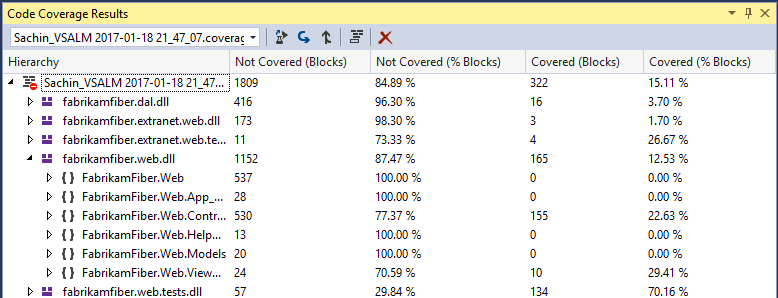 Code Coverage Results
Sachin_VSALM 2017-01-18 21_47_07.coverag
Hierarchy Not Covered (Blocks) Not Covered (% Blocks) Covered (Blocks) Covered (% Blocks)
Sachin_VSALM 2017-01-18 21_47... 1809 84.89 % 322 15.11 %
fabrikamfiber.dal.dll 416 96.30 % 16 3.70 %
fabrikamfiber.extranet.web.dll 173 98.30 % 3 1.70 %
fabrikamfiber.extranet.web.te... 11 73.33 % 4 26.67 %
fabrikamfiber.web.dll 1152 87.47 % 165 12.53 %
{ } FabrikamFiber.Web 537 100.00 % 0 0.00 %
{ } FabrikamFiber.Web.App_... 28 100.00 % 0 0.00 %
{ } FabrikamFiber.Web.Contr... 530 77.37 % 155 22.63 %
{ } FabrikamFiber.Web.Help... 13 100.00 % 0 0.00 %
{ } FabrikamFiber.Web.Models 20 100.00 % 0 0.00 %
{ } FabrikamFiber.Web.View... 24 70.59 % 10 29.41 %
fabrikamfiber.web.tests.dll 57 29.84 % 134 70.16 %